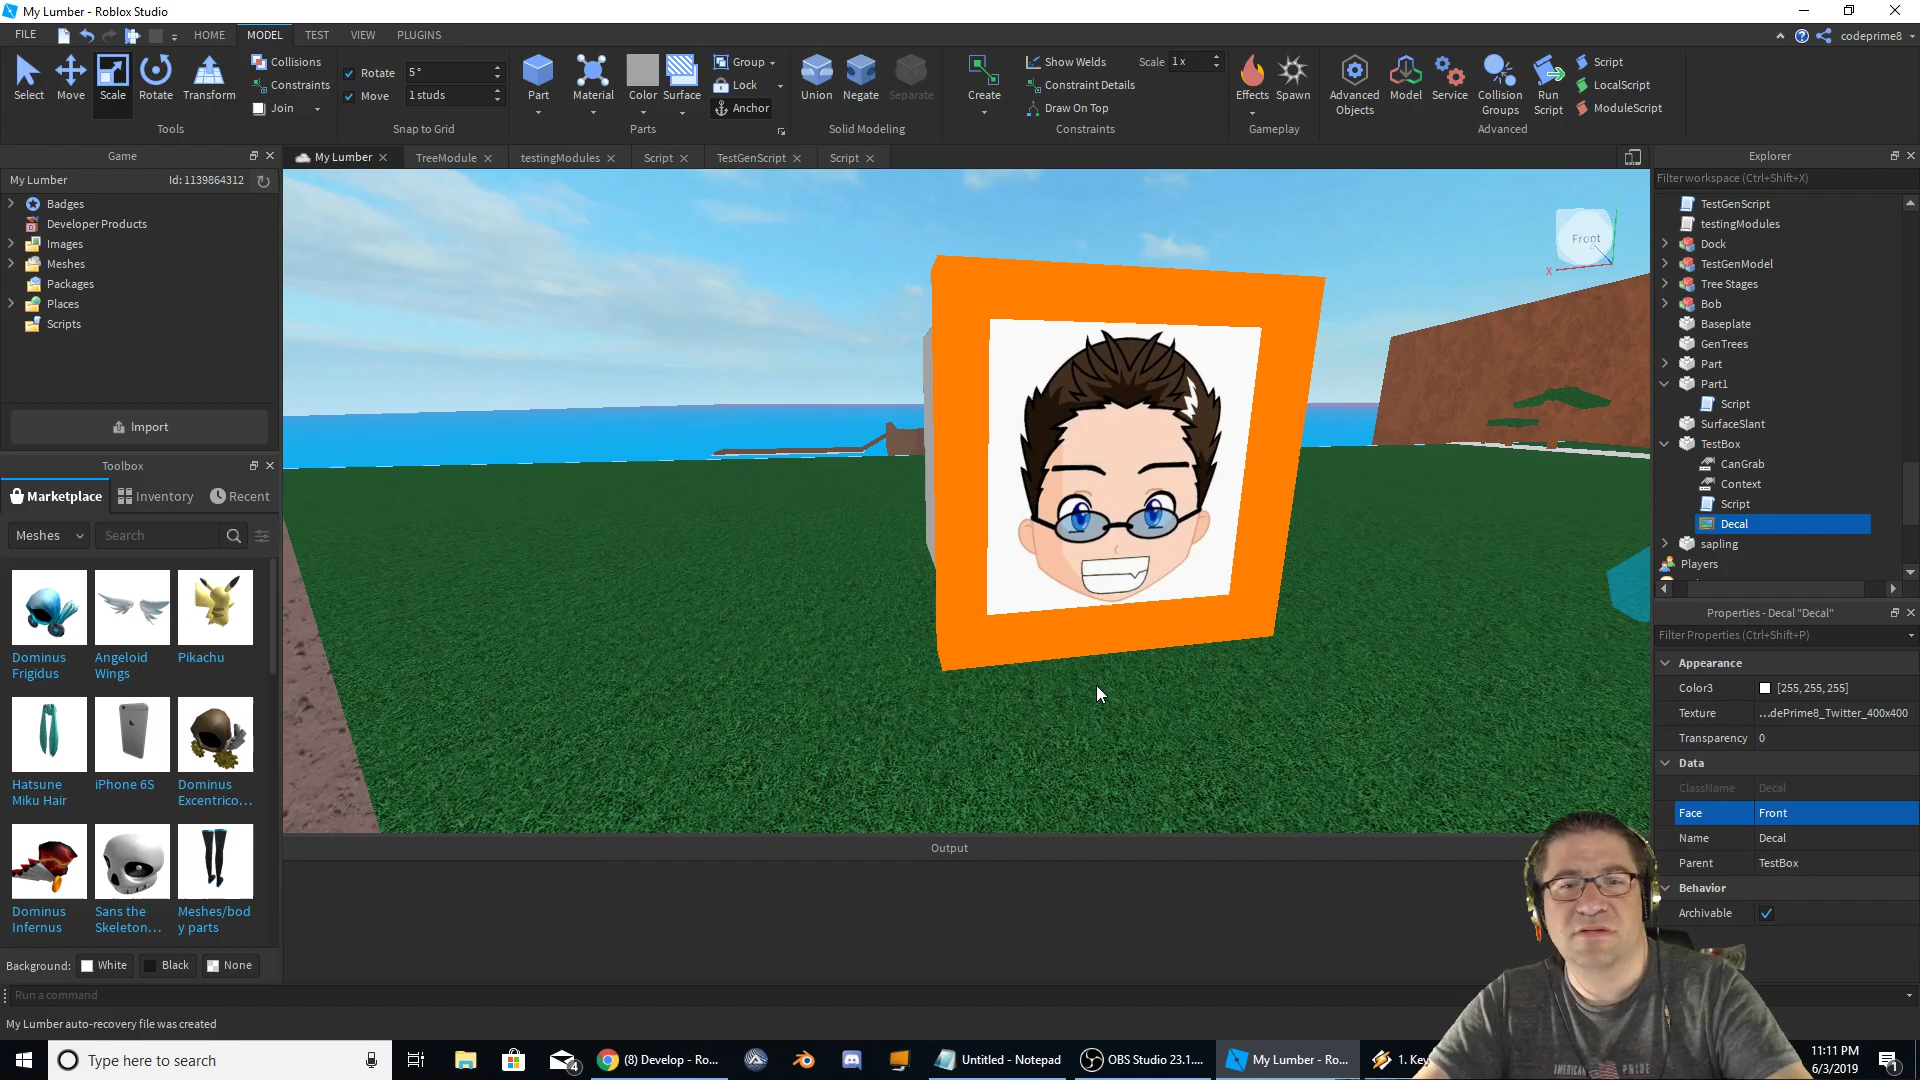 My Lumber - Roblox Studio
FILE HOME MODEL TEST VIEW PLUGINS codeprime8
Select Move Scale Rotate Transform
Collisions
Constraints
Join
Tools
Rotate 5°
Move 1 studs
Snap to Grid
Part Material Color Surface
Group
Lock
Anchor
Parts
Union Negate Separate
Solid Modeling
Create
Show Welds Scale 1x
Constraint Details
Draw On Top
Constraints
Effects Spawn
Gameplay
Advanced Objects Model Service Collision Groups Run Script
Script
LocalScript
ModuleScript
Advanced
Game
My Lumber Id: 1139864312
Badges
Developer Products
Images
Meshes
Packages
Places
Scripts
Import
Toolbox
Marketplace Inventory Recent
Meshes Search
Dominus Frigidus
Angeloid Wings
Pikachu
Hatsune Miku Hair
iPhone 6S
Dominus Excentrico...
Dominus Infernus
Sans the Skeleton...
Meshes/bod y parts
Background: White Black None
My Lumber TreeModule testingModules Script TestGenScript Script
Front
X
Output
Explorer
Filter workspace (Ctrl+Shift+X)
TestGenScript
testingModules
Dock
TestGenModel
Tree Stages
Bob
Baseplate
GenTrees
Part
Part1
Script
SurfaceSlant
TestBox
CanGrab
Context
Script
Decal
sapling
Players
Properties - Decal "Decal"
Filter Properties (Ctrl+Shift+P)
Appearance
Color3 [255, 255, 255]
Texture ...dePrime8_Twitter_400x400
Transparency 0
Data
ClassName Decal
Face Front
Name Decal
Parent TestBox
Behavior
Archivable
Run a command
My Lumber auto-recovery file was created
AMERICAN PRIDE
Type here to search
4
(8) Develop - Ro...
Untitled - Notepad
OBS Studio 23.1....
My Lumber - Ro...
1. Key
11:11 PM
6/3/2019
1